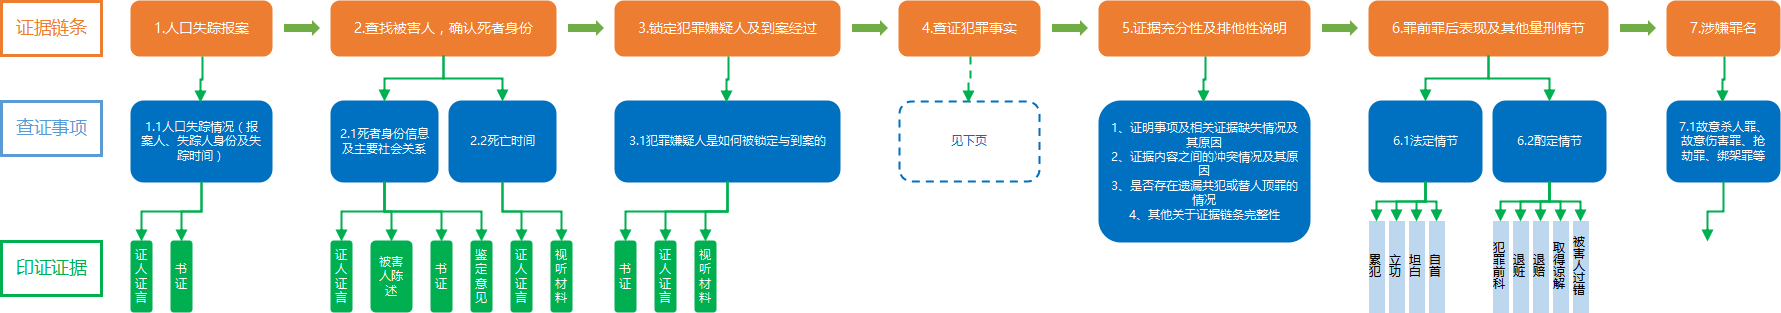 证据链条
1.人口失踪报案
2.查找被害人，确认死者身份
3.锁定犯罪嫌疑人及到案经过
4.查证犯罪事实
5.证据充分性及排他性说明
6.罪前罪后表现及其他量刑情节
7.涉嫌罪名
查证事项
1.1人口失踪情况（报
案人、失踪人身份及失
踪时间）
2.1死者身份信息
及主要社会关系
2.2死亡时间
3.1犯罪嫌疑人是如何被锁定与到案的
见下页
1、证明事项及相关证据缺失情况及
其原因
2、证据内容之间的冲突情况及其原
因
3、是否存在遗漏共犯或替人顶罪的
情况
4、其他关于证据链条完整性
6.1法定情节
6.2酌定情节
7.1故意杀人罪、
故意伤害罪、抢
劫罪、绑架罪等
印证证据
证人证言
书证
证人证言
被害
人陈
述
书证
鉴定意见
证人证言
视听材料
书证
证人证言
视听材料
累犯
立功
坦白
自首
犯罪前科
退赃
退赔
取得谅解
被害人过错